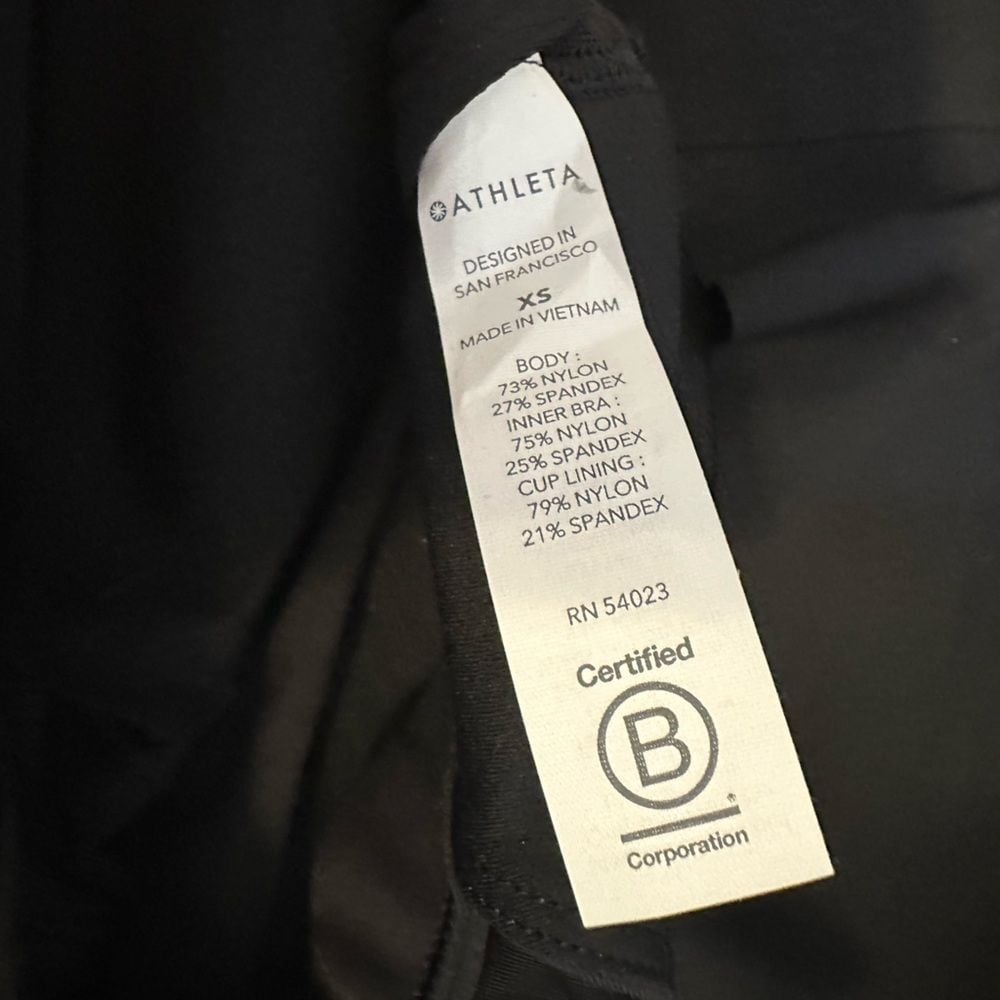 ATHLETA
DESIGNED IN
SAN FRANCISCO
XS
MADE IN VIETNAM
BODY :
73% NYLON
27% SPANDEX
INNER BRA :
75% NYLON
25% SPANDEX
CUP LINING :
79% NYLON
21% SPANDEX
RN 54023
Certified
B
®
Corporation